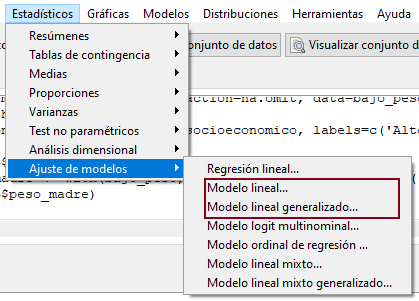 Estadísticos Gráficas Modelos Distribuciones Herramientas Ayuda
Resúmenes
Tablas de contingencia
onjunto de datos
Visualizar conjunto d
Medias
Proporciones
action=na.omit, data=bajo_peso
Varianzas
Test no paramétricos
socioeconomico, labels=c('Alto
Análisis dimensional
Ajuste de modelos
Regresión lineal...
Modelo lineal...
$peso_madre)
Modelo lineal generalizado...
Modelo logit multinominal...
Modelo ordinal de regresión ...
Modelo lineal mixto...
Modelo lineal mixto generalizado...